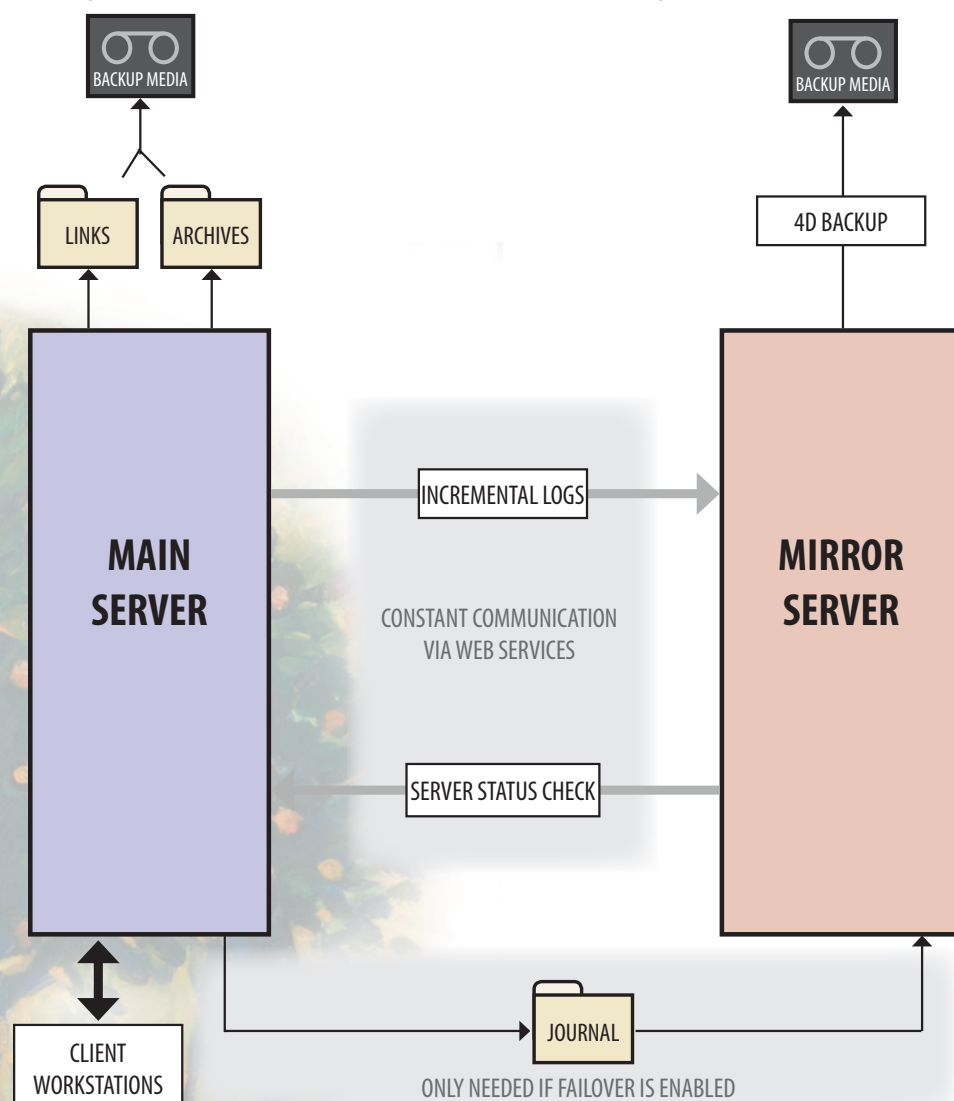 BACKUP MEDIA
BACKUP MEDIA
LINKS
ARCHIVES
4D BACKUP
INCREMENTAL LOGS
MAIN
SERVER
MIRROR
SERVER
CONSTANT COMMUNICATION
VIA WEB SERVICES
SERVER STATUS CHECK
JOURNAL
CLIENT
WORKSTATIONS
ONLY NEEDED IF FAILOVER IS ENABLED